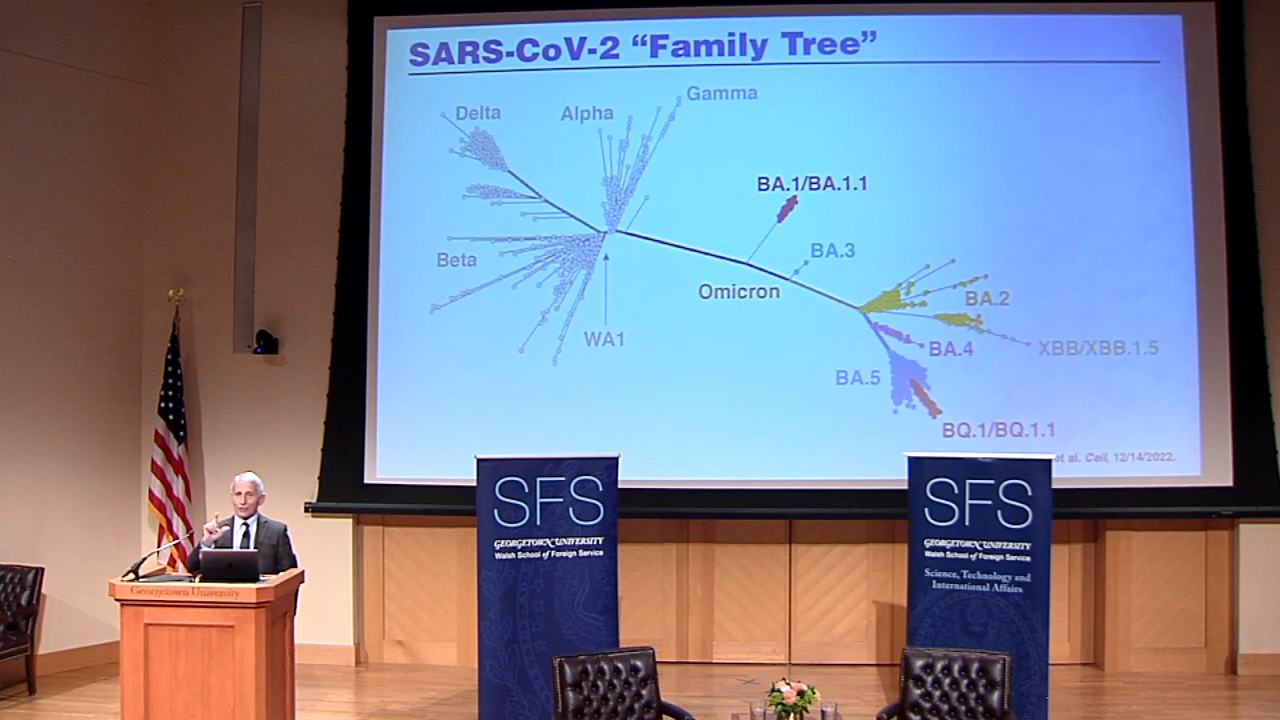 SARS-CoV-2 “Family Tree”
Delta
Alpha
Gamma
BA.1/BA.1.1
BA.3
Beta
Omicron
BA.2
WA1
BA.4
XBB/XBB.1.5
BA.5
BQ.1/BQ.1.1
et al. Cell, 12/14/2022.
SFS
GEORGETOWN UNIVERSITY
Walsh School of Foreign Service
SFS
GEORGETOWN UNIVERSITY
Walsh School of Foreign Service
Science, Technology and
International Affairs
Georgetown University